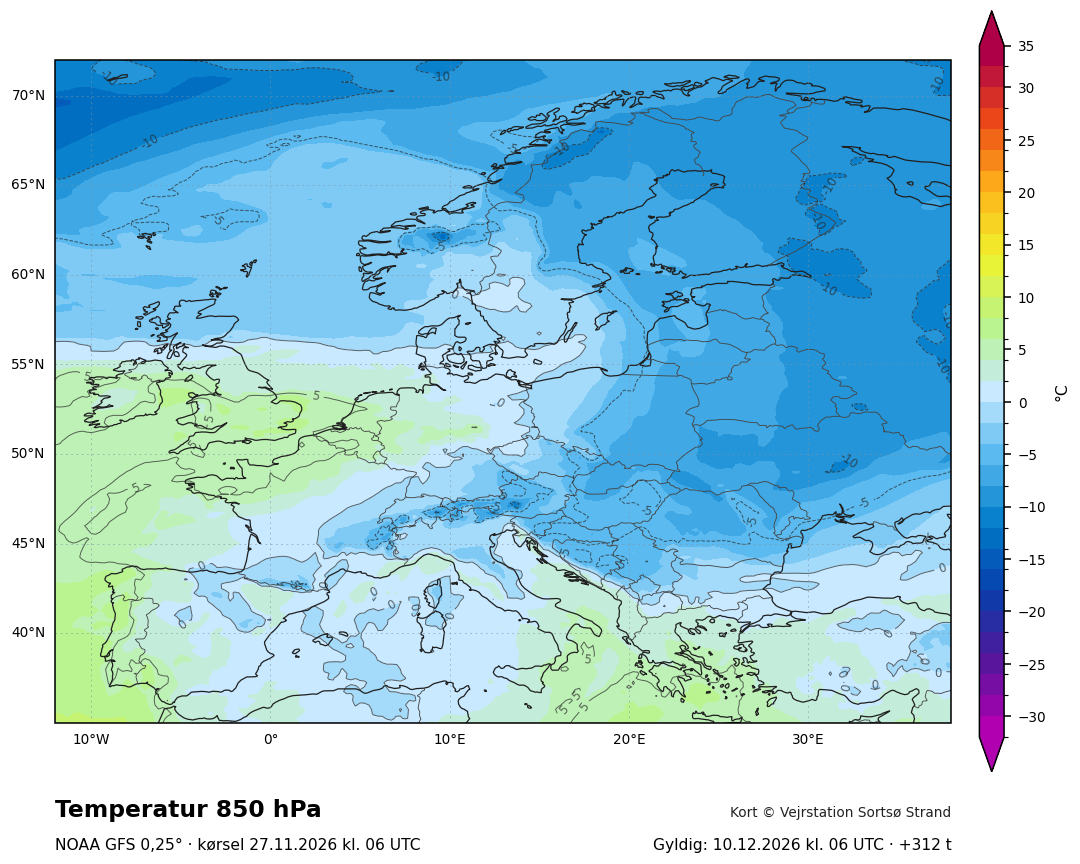 70°N
65°N
60°N
55°N
50°N
45°N
40°N
10°W 0° 10°E 20°E 30°E
35
30
25
20
15
10
5
0
−5
−10
−15
−20
−25
−30
°C
Temperatur 850 hPa
Kort © Vejrstation Sortsø Strand
NOAA GFS 0,25° · kørsel 27.11.2026 kl. 06 UTC
Gyldig: 10.12.2026 kl. 06 UTC · +312 t